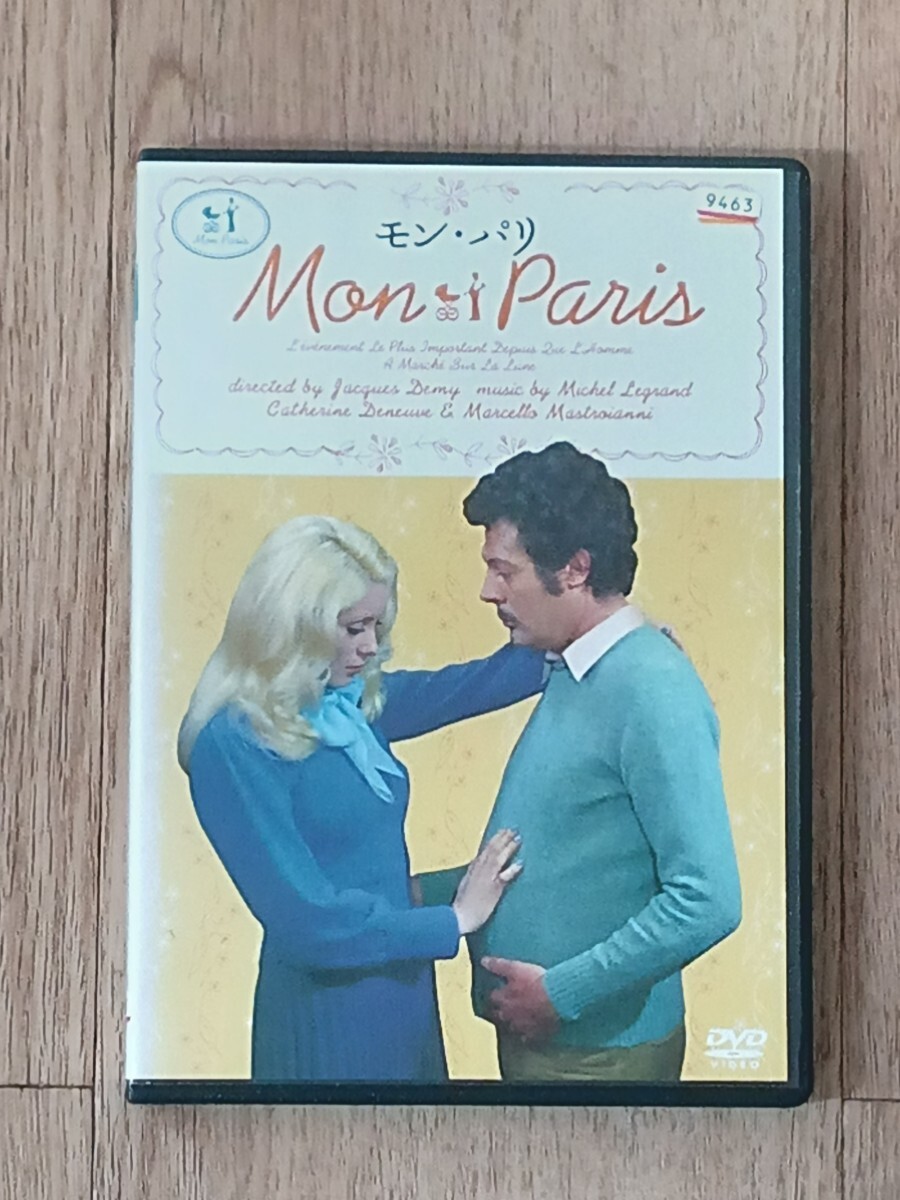 Mon Paris
9463
モン・パリ
Mon Paris
L'événement Le Plus Important Depuis Que L'Homme
A Marché Sur La Lune
directed by Jacques Demy music by Michel Legrand
Catherine Deneuve & Marcello Mastroianni
DVD
VIDEO